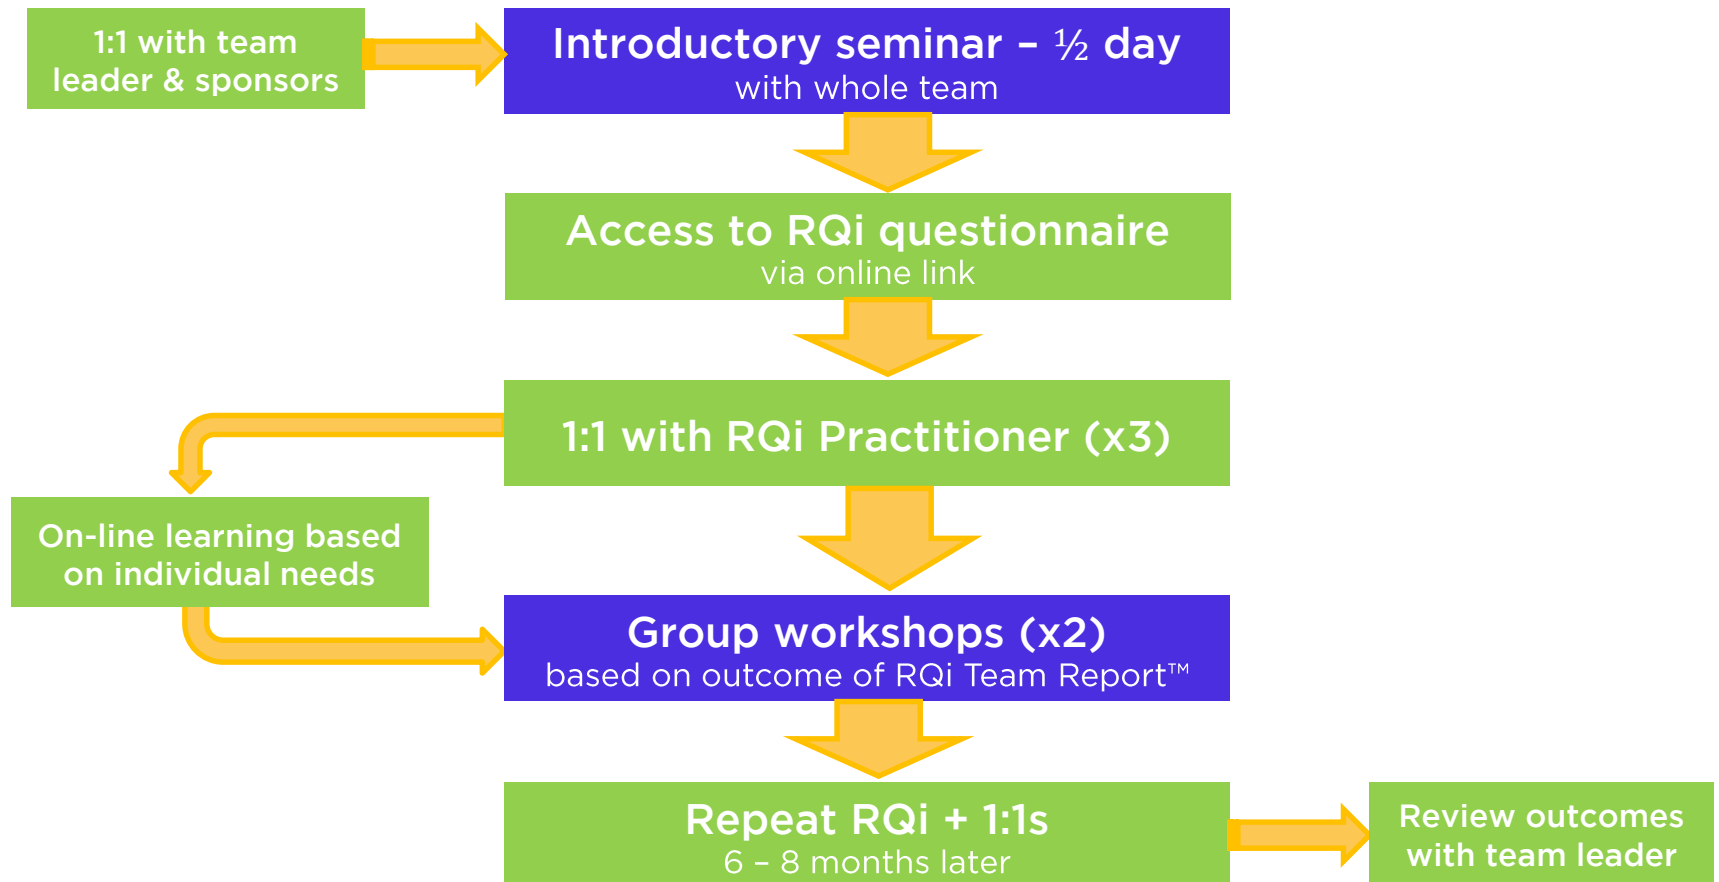 1:1 with team
leader & sponsors
Introductory seminar – ½ day
with whole team
Access to RQi questionnaire
via online link
1:1 with RQi Practitioner (x3)
On-line learning based
on individual needs
Group workshops (x2)
based on outcome of RQi Team Report™
Repeat RQi + 1:1s
6 – 8 months later
Review outcomes
with team leader